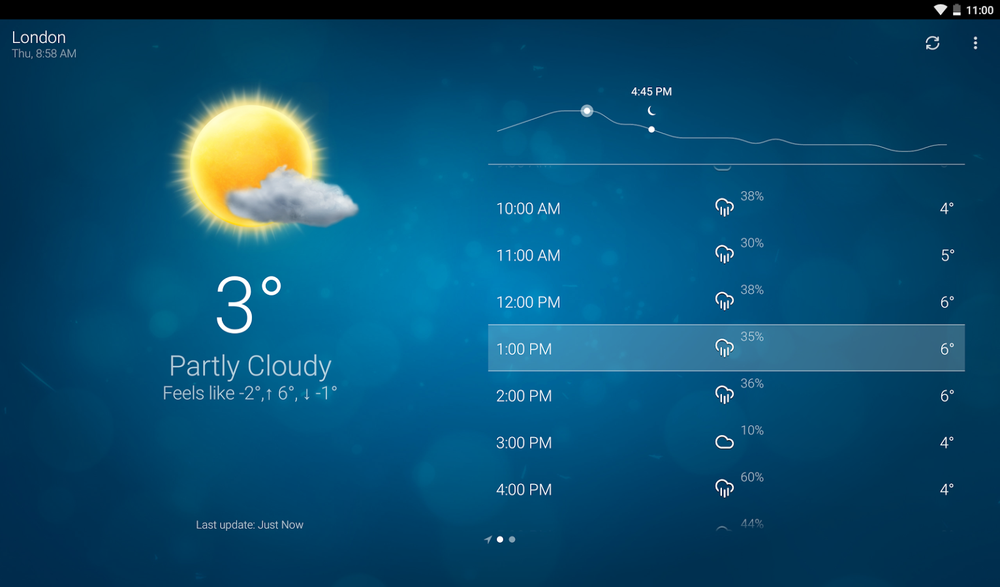 11:00
London
Thu, 8:58 AM
4:45 PM
10:00 AM 38% 4°
11:00 AM 30% 5°
12:00 PM 38% 6°
1:00 PM 35% 6°
2:00 PM 36% 6°
3:00 PM 10% 4°
4:00 PM 60% 4°
44%
3°
Partly Cloudy
Feels like -2°,↑ 6°, ↓ -1°
Last update: Just Now